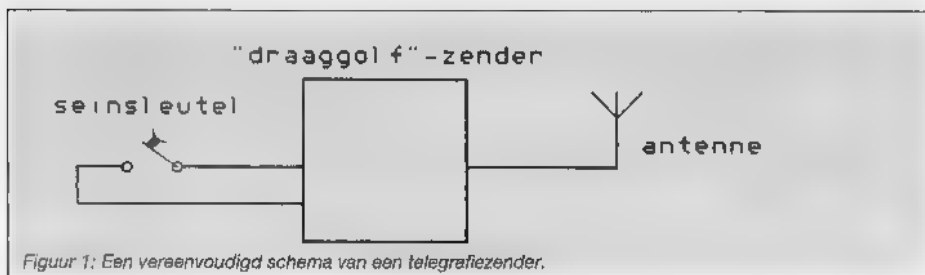 "draaggolf"-zender
seinsleutel
antenne
Figuur 1: Een vereenvoudigd schema van een telegrafiezender.